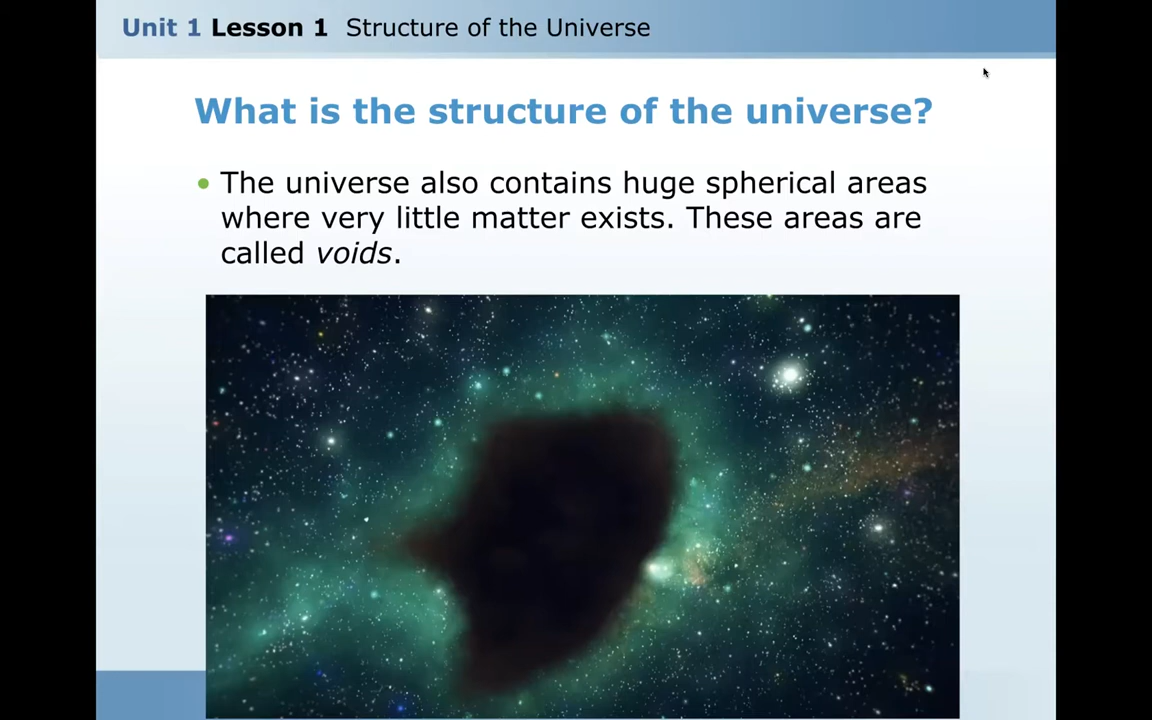 Unit 1 Lesson 1 Structure of the Universe
What is the structure of the universe?
• The universe also contains huge spherical areas
where very little matter exists. These areas are
called voids.